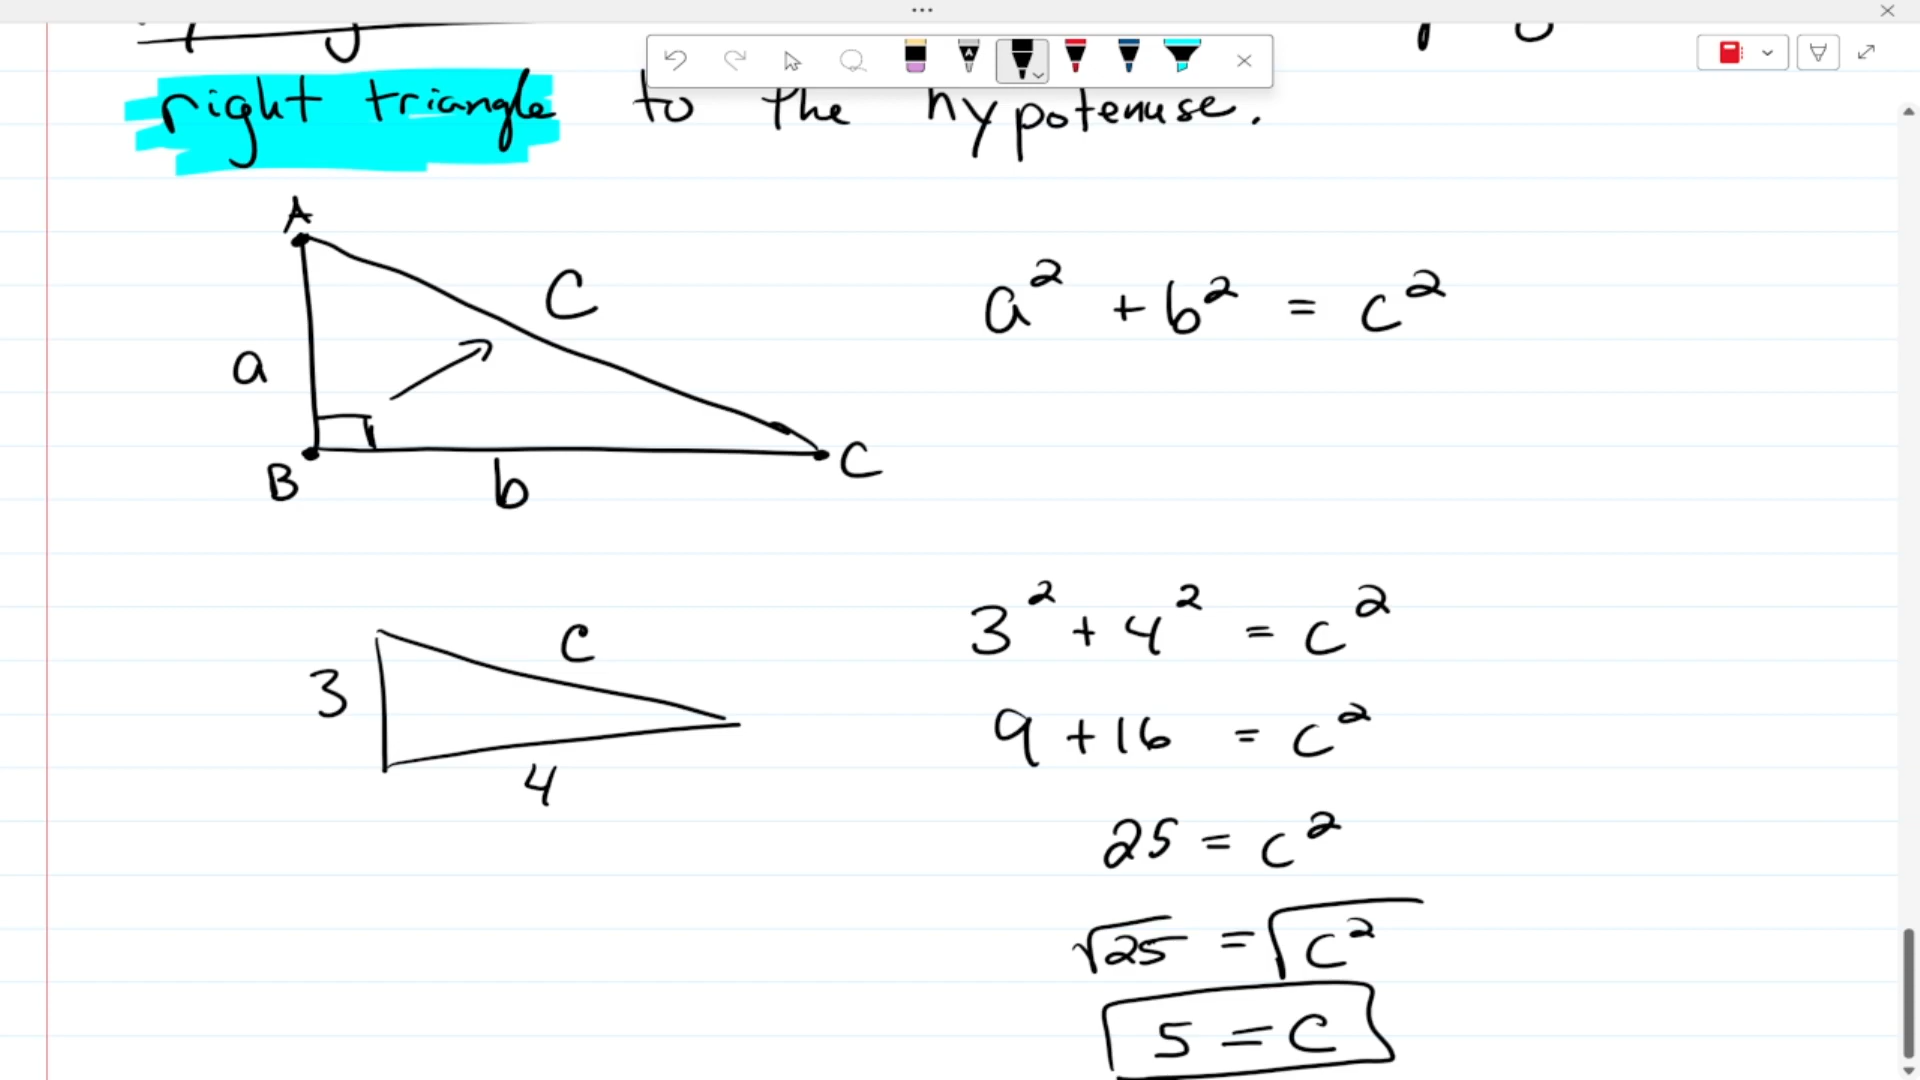 right triangle to the hypotenuse.
A
C
a² + b² = c²
a
B
b
C
3² + 4² = c²
c
3
9 + 16 = c²
4
25 = c²
√25 = √c²
5 = c